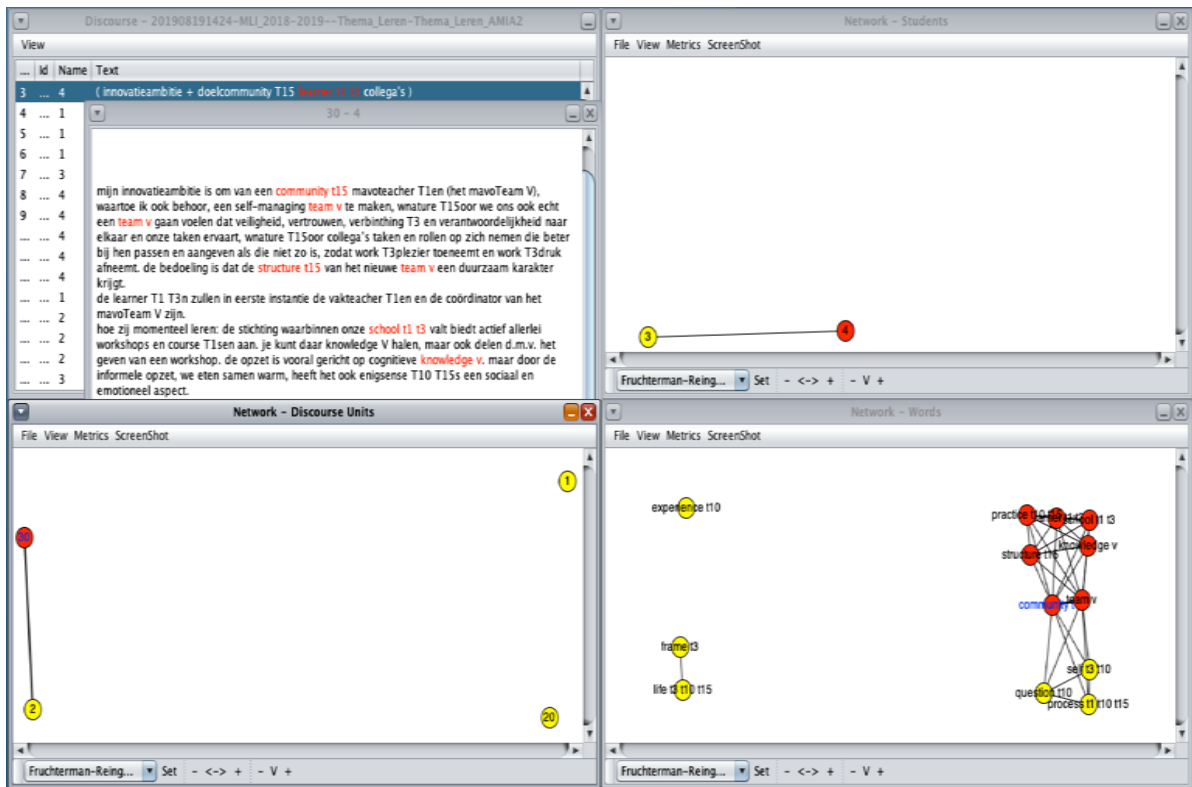 Discourse - 201908191424-MLI_2018-2019--Thema_Leren-Thema_Leren_AMIA2
View
... Id Name Text
3 ... 4 ( innovatieambitie + doelcommunity T15 learner t1 t3 collega's )
4 ... 1
5 ... 1
6 ... 1
7 ... 3
8 ... 4
9 ... 4
... ... 4
... ... 4
... ... 4
... ... 1
... ... 2
... ... 2
... ... 2
... ... 2
... ... 3
30 - 4
mijn innovatieambitie is om van een community t15 mavoteacher T1en (het mavoTeam V),
waartoe ik ook behoor, een self-managing team v te maken, wnature T15oor we ons ook echt
een team v gaan voelen dat veiligheid, vertrouwen, verbinthing T3 en verantwoordelijkheid naar
elkaar en onze taken ervaart, wnature T15oor collega's taken en rollen op zich nemen die beter
bij hen passen en aangeven als die niet zo is, zodat work T3plezier toeneemt en work T3druk
afneemt. de bedoeling is dat de structure t15 van het nieuwe team v een duurzaam karakter
krijgt.
de learner T1 T3n zullen in eerste instantie de vakteacher T1en en de coördinator van het
mavoTeam V zijn.
hoe zij momenteel leren: de stichting waarbinnen onze school t1 t3 valt biedt actief allerlei
workshops en course T1sen aan. je kunt daar knowledge V halen, maar ook delen d.m.v. het
geven van een workshop. de opzet is vooral gericht op cognitieve knowledge v. maar door de
informele opzet, we eten samen warm, heeft het ook enigsense T10 T15s een sociaal en
emotioneel aspect.
Network - Students
File View Metrics ScreenShot
3
4
Fruchterman-Reing... Set - <-> + - V +
Network - Discourse Units
File View Metrics ScreenShot
1
30
2
20
Fruchterman-Reing... Set - <-> + - V +
Network - Words
File View Metrics ScreenShot
experience t10
practice t10
school t1 t3
knowledge v
structure t15
community
team v
frame t3
life t3 t10 t15
self t3 t10
question t10
process t1 t10 t15
Fruchterman-Reing... Set - <-> + - V +